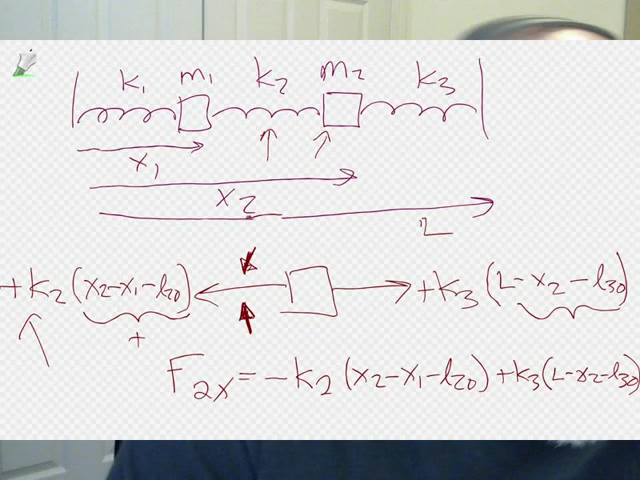 k₁ m₁ k₂ m₂ k₃
x₁
x₂
L
+k₂(x₂-x₁-l₂₀) +k₃(L-x₂-l₃₀)
+
F₂ₓ = -k₂(x₂-x₁-l₂₀)+k₃(L-x₂-l₃₀)